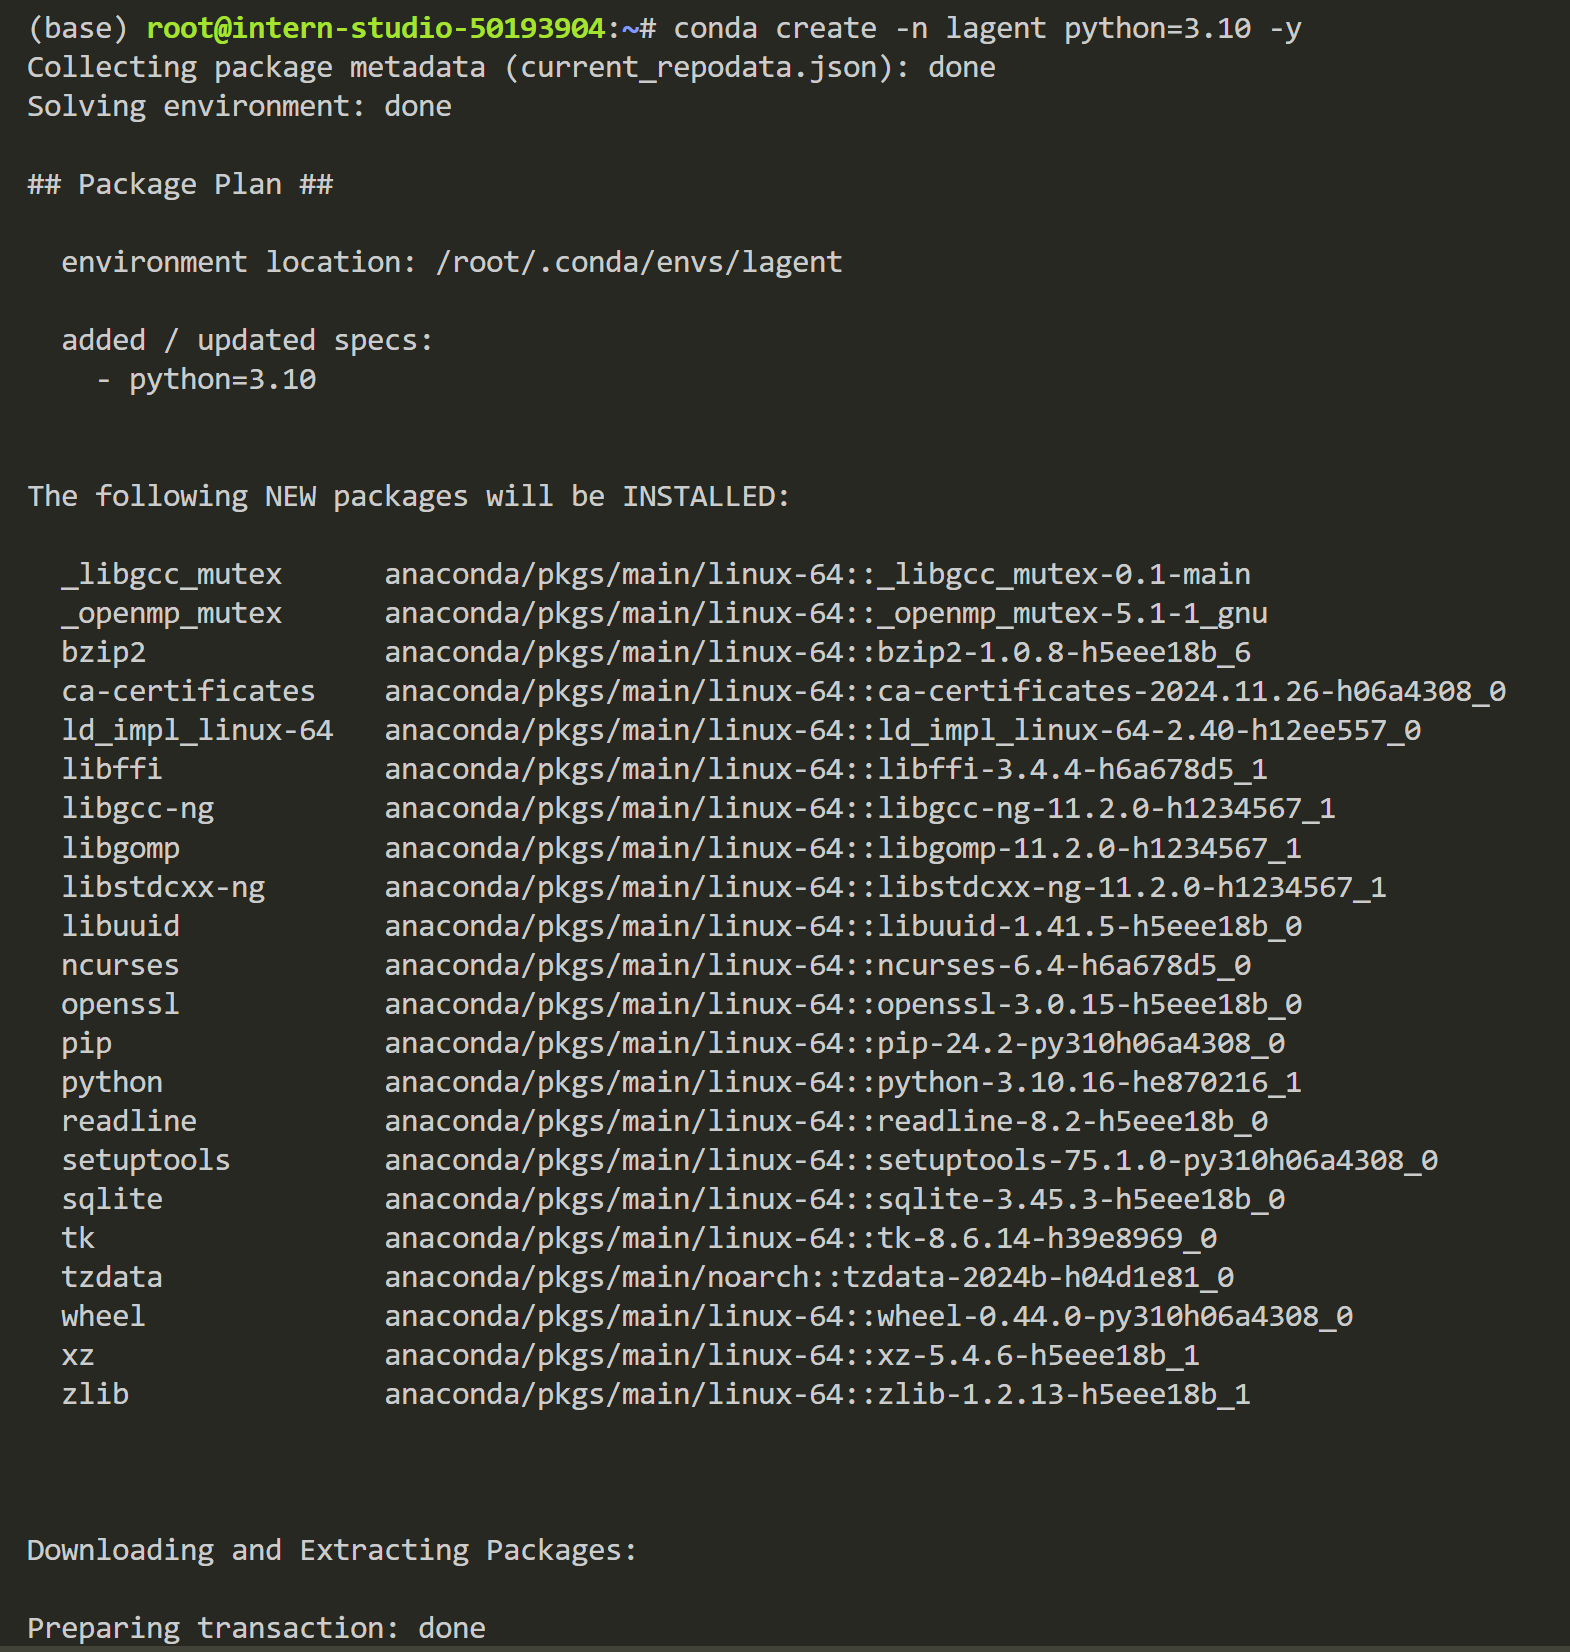 (base) root@intern-studio-50193904:~# conda create -n lagent python=3.10 -y
Collecting package metadata (current_repodata.json): done
Solving environment: done
## Package Plan ##
  environment location: /root/.conda/envs/lagent
  added / updated specs:
    - python=3.10
The following NEW packages will be INSTALLED:
  _libgcc_mutex      anaconda/pkgs/main/linux-64::_libgcc_mutex-0.1-main
  _openmp_mutex      anaconda/pkgs/main/linux-64::_openmp_mutex-5.1-1_gnu
  bzip2              anaconda/pkgs/main/linux-64::bzip2-1.0.8-h5eee18b_6
  ca-certificates    anaconda/pkgs/main/linux-64::ca-certificates-2024.11.26-h06a4308_0
  ld_impl_linux-64   anaconda/pkgs/main/linux-64::ld_impl_linux-64-2.40-h12ee557_0
  libffi             anaconda/pkgs/main/linux-64::libffi-3.4.4-h6a678d5_1
  libgcc-ng          anaconda/pkgs/main/linux-64::libgcc-ng-11.2.0-h1234567_1
  libgomp            anaconda/pkgs/main/linux-64::libgomp-11.2.0-h1234567_1
  libstdcxx-ng       anaconda/pkgs/main/linux-64::libstdcxx-ng-11.2.0-h1234567_1
  libuuid            anaconda/pkgs/main/linux-64::libuuid-1.41.5-h5eee18b_0
  ncurses            anaconda/pkgs/main/linux-64::ncurses-6.4-h6a678d5_0
  openssl            anaconda/pkgs/main/linux-64::openssl-3.0.15-h5eee18b_0
  pip                anaconda/pkgs/main/linux-64::pip-24.2-py310h06a4308_0
  python             anaconda/pkgs/main/linux-64::python-3.10.16-he870216_1
  readline           anaconda/pkgs/main/linux-64::readline-8.2-h5eee18b_0
  setuptools         anaconda/pkgs/main/linux-64::setuptools-75.1.0-py310h06a4308_0
  sqlite             anaconda/pkgs/main/linux-64::sqlite-3.45.3-h5eee18b_0
  tk                 anaconda/pkgs/main/linux-64::tk-8.6.14-h39e8969_0
  tzdata             anaconda/pkgs/main/noarch::tzdata-2024b-h04d1e81_0
  wheel              anaconda/pkgs/main/linux-64::wheel-0.44.0-py310h06a4308_0
  xz                 anaconda/pkgs/main/linux-64::xz-5.4.6-h5eee18b_1
  zlib               anaconda/pkgs/main/linux-64::zlib-1.2.13-h5eee18b_1
Downloading and Extracting Packages:
Preparing transaction: done